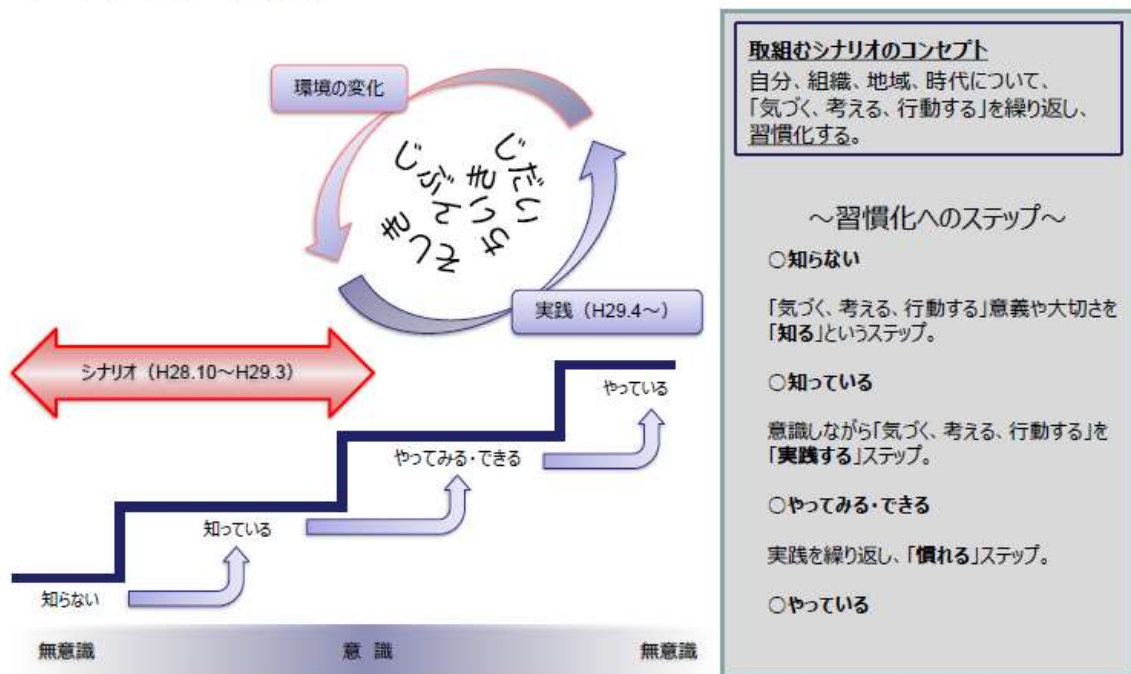 環境の変化
じだい
ちいき
じぶん
そしき
実践（H29.4～）
シナリオ（H28.10～H29.3）
やっている
やってみる・できる
知っている
知らない
無意識
意 識
無意識
取組むシナリオのコンセプト
自分、組織、地域、時代について、
「気づく、考える、行動する」を繰り返し、
習慣化する。
～習慣化へのステップ～
○知らない
「気づく、考える、行動する」意義や大切さを
「知る」というステップ。
○知っている
意識しながら「気づく、考える、行動する」を
「実践する」ステップ。
○やってみる・できる
実践を繰り返し、「慣れる」ステップ。
○やっている